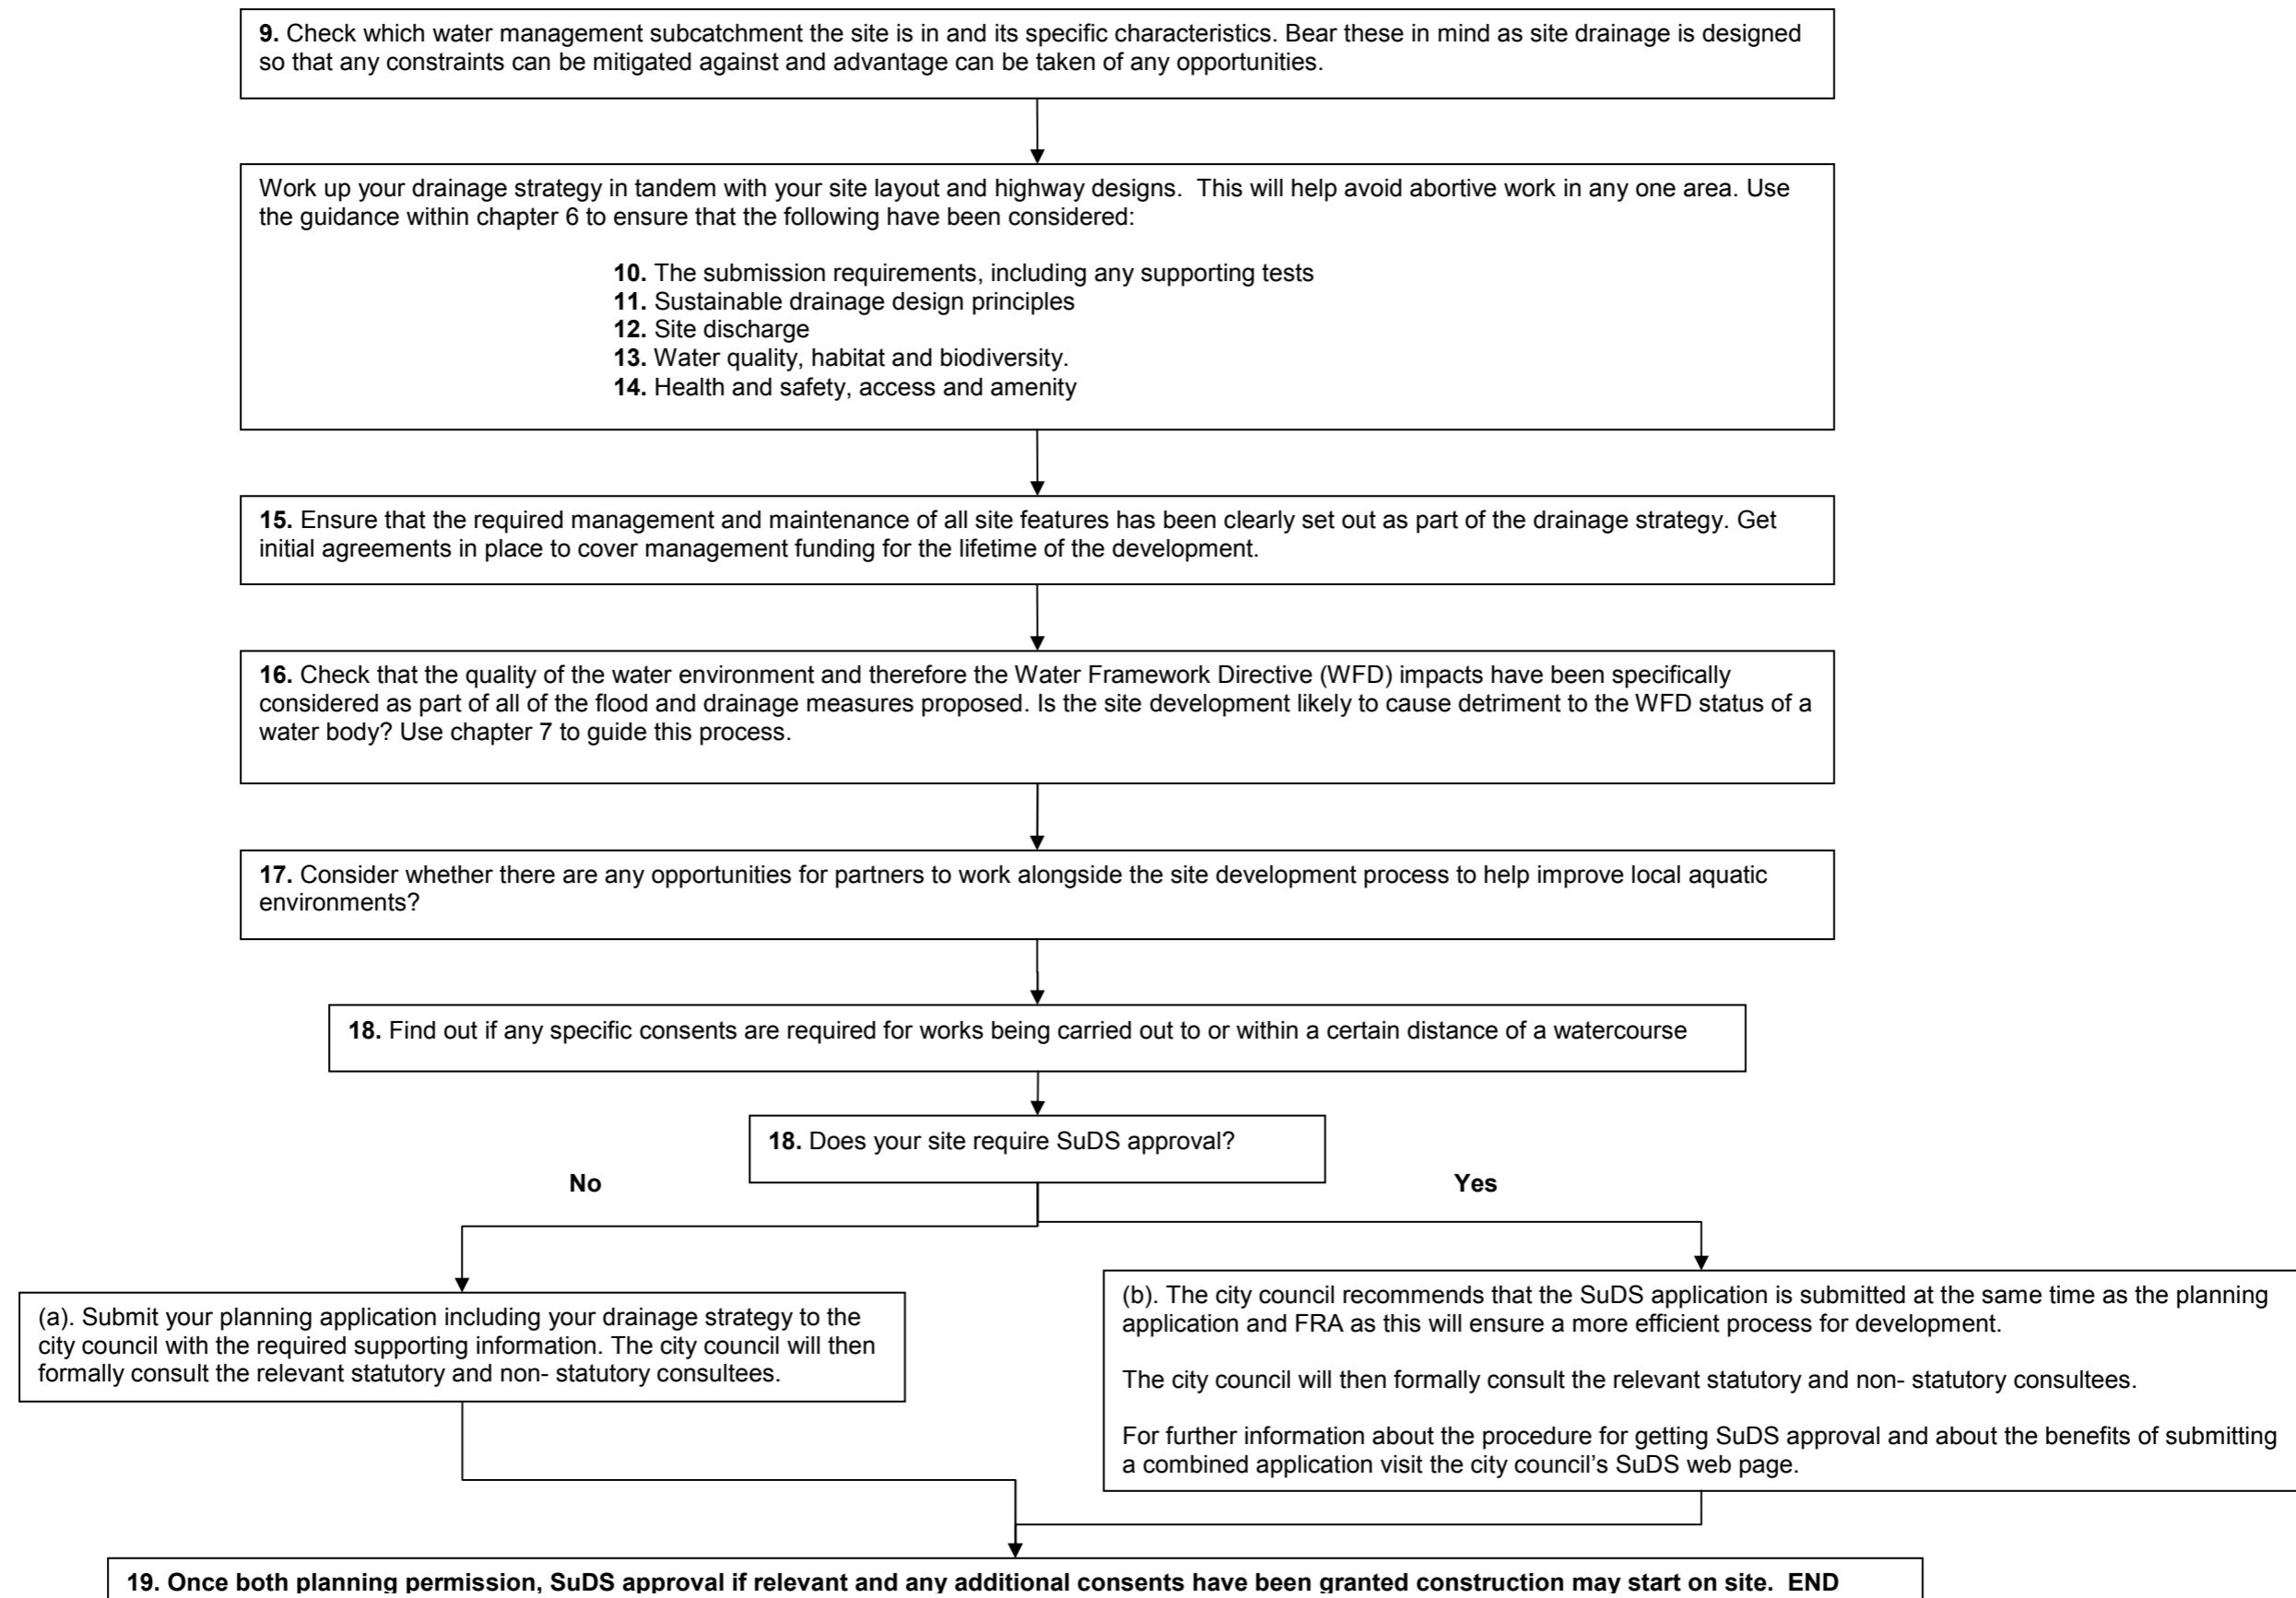 9. Check which water management subcatchment the site is in and its specific characteristics. Bear these in mind as site drainage is designed
so that any constraints can be mitigated against and advantage can be taken of any opportunities.
Work up your drainage strategy in tandem with your site layout and highway designs.  This will help avoid abortive work in any one area. Use
the guidance within chapter 6 to ensure that the following have been considered:
10. The submission requirements, including any supporting tests
11. Sustainable drainage design principles
12. Site discharge
13. Water quality, habitat and biodiversity.
14. Health and safety, access and amenity
15. Ensure that the required management and maintenance of all site features has been clearly set out as part of the drainage strategy. Get
initial agreements in place to cover management funding for the lifetime of the development.
16. Check that the quality of the water environment and therefore the Water Framework Directive (WFD) impacts have been specifically
considered as part of all of the flood and drainage measures proposed. Is the site development likely to cause detriment to the WFD status of a
water body? Use chapter 7 to guide this process.
17. Consider whether there are any opportunities for partners to work alongside the site development process to help improve local aquatic
environments?
18. Find out if any specific consents are required for works being carried out to or within a certain distance of a watercourse
18. Does your site require SuDS approval?
No
Yes
(a). Submit your planning application including your drainage strategy to the
city council with the required supporting information. The city council will then
formally consult the relevant statutory and non- statutory consultees.
(b). The city council recommends that the SuDS application is submitted at the same time as the planning
application and FRA as this will ensure a more efficient process for development.
The city council will then formally consult the relevant statutory and non- statutory consultees.
For further information about the procedure for getting SuDS approval and about the benefits of submitting
a combined application visit the city council's SuDS web page.
19. Once both planning permission, SuDS approval if relevant and any additional consents have been granted construction may start on site.  END